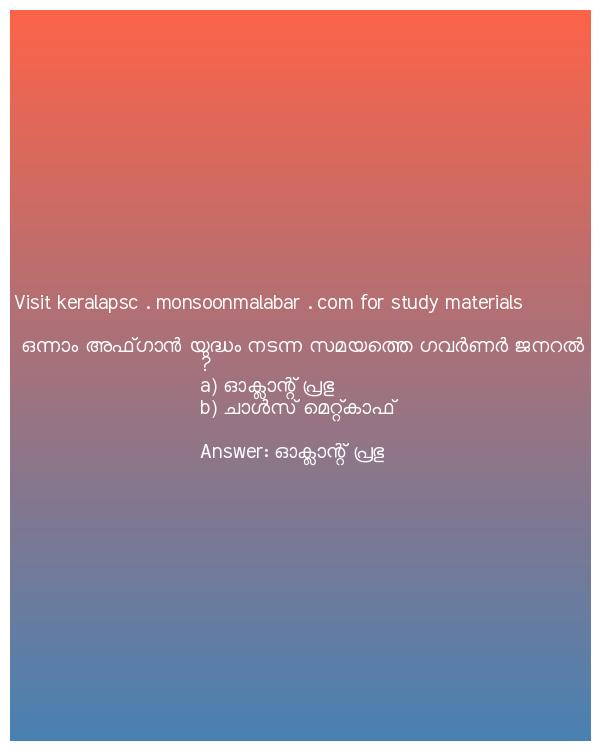 Visit keralapsc . monsoonmalabar . com for study materials
ഒന്നാം അഫ്ഗാൻ യുദ്ധം നടന്ന സമയത്തെ ഗവർണർ ജനറൽ
?
a) ഓക്ലാന്റ് പ്രഭു
b) ചാൾസ് മെറ്റ്കാഫ്
Answer: ഓക്ലാന്റ് പ്രഭു